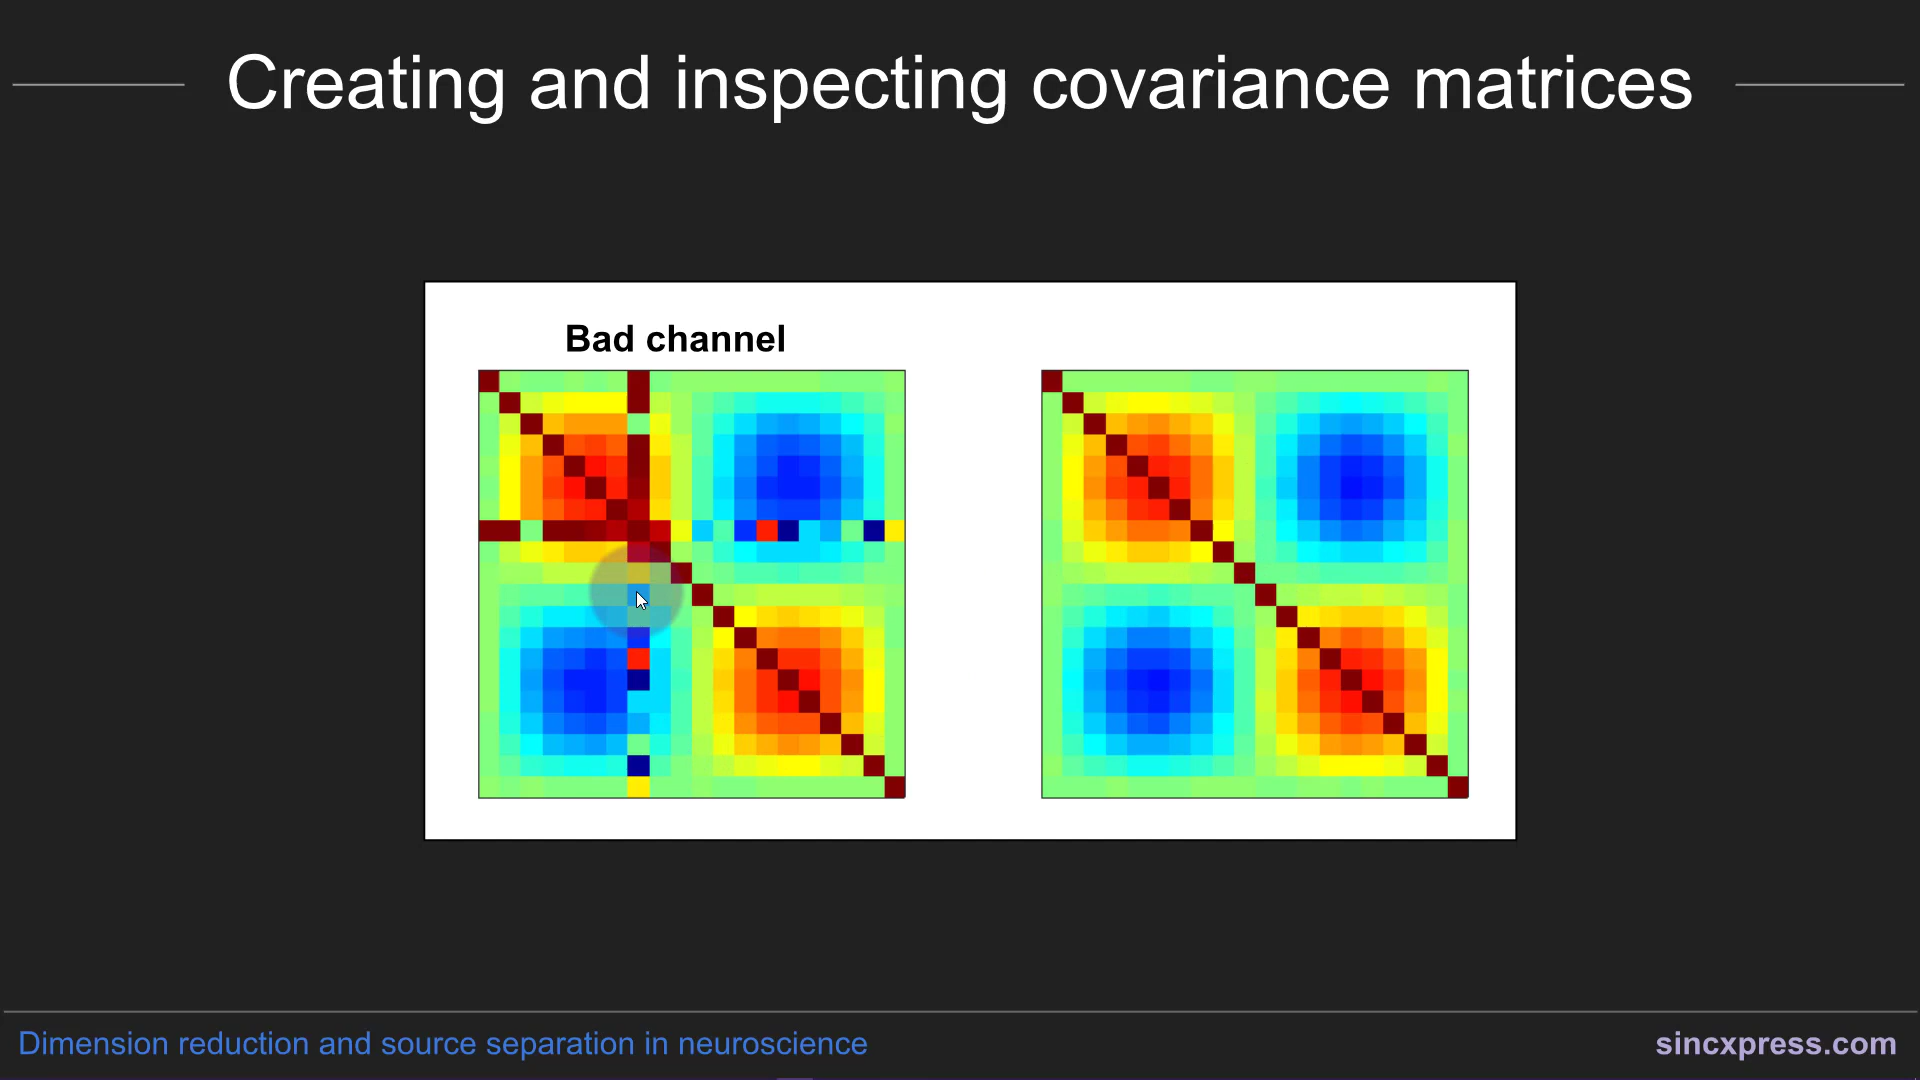 Creating and inspecting covariance matrices
Bad channel
Dimension reduction and source separation in neuroscience
sincxpress.com